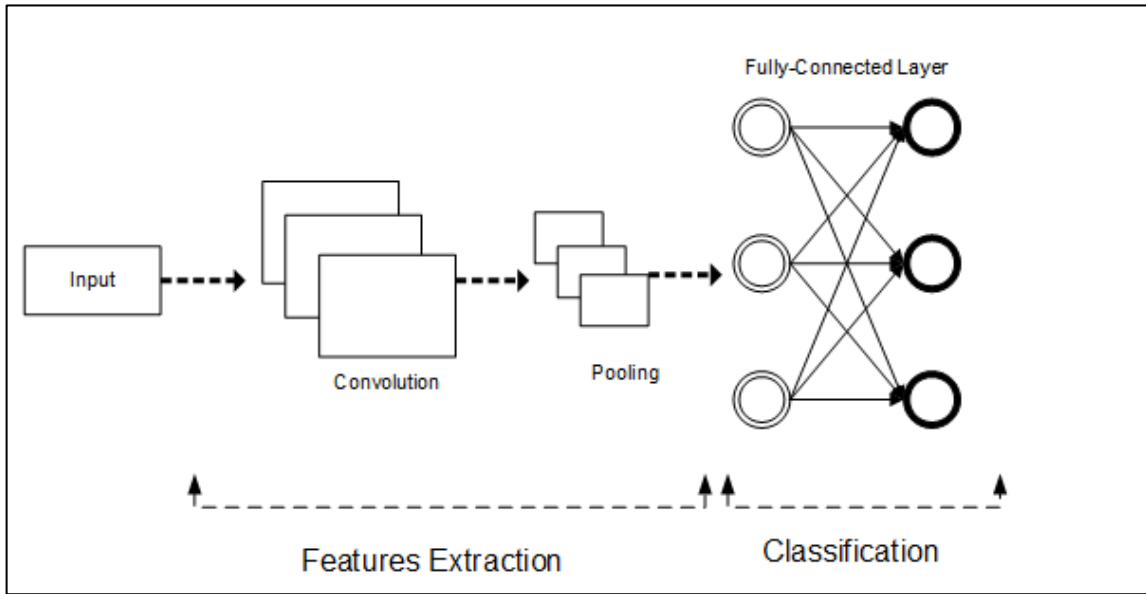 Fully-Connected Layer
Input
Convolution
Pooling
Features Extraction
Classification